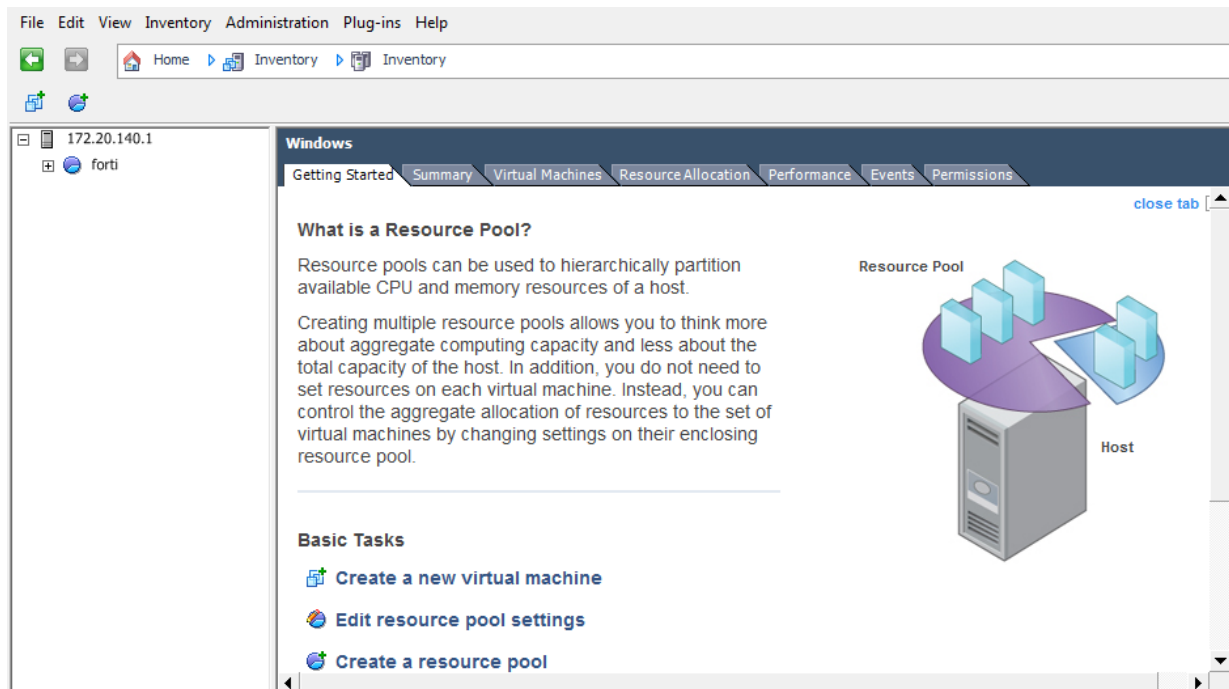 File Edit View Inventory Administration Plug-ins Help
Home Inventory Inventory
172.20.140.1
forti
Windows
Getting Started Summary Virtual Machines Resource Allocation Performance Events Permissions
close tab [
What is a Resource Pool?
Resource pools can be used to hierarchically partition
available CPU and memory resources of a host.
Creating multiple resource pools allows you to think more
about aggregate computing capacity and less about the
total capacity of the host. In addition, you do not need to
set resources on each virtual machine. Instead, you can
control the aggregate allocation of resources to the set of
virtual machines by changing settings on their enclosing
resource pool.
Resource Pool
Host
Basic Tasks
Create a new virtual machine
Edit resource pool settings
Create a resource pool